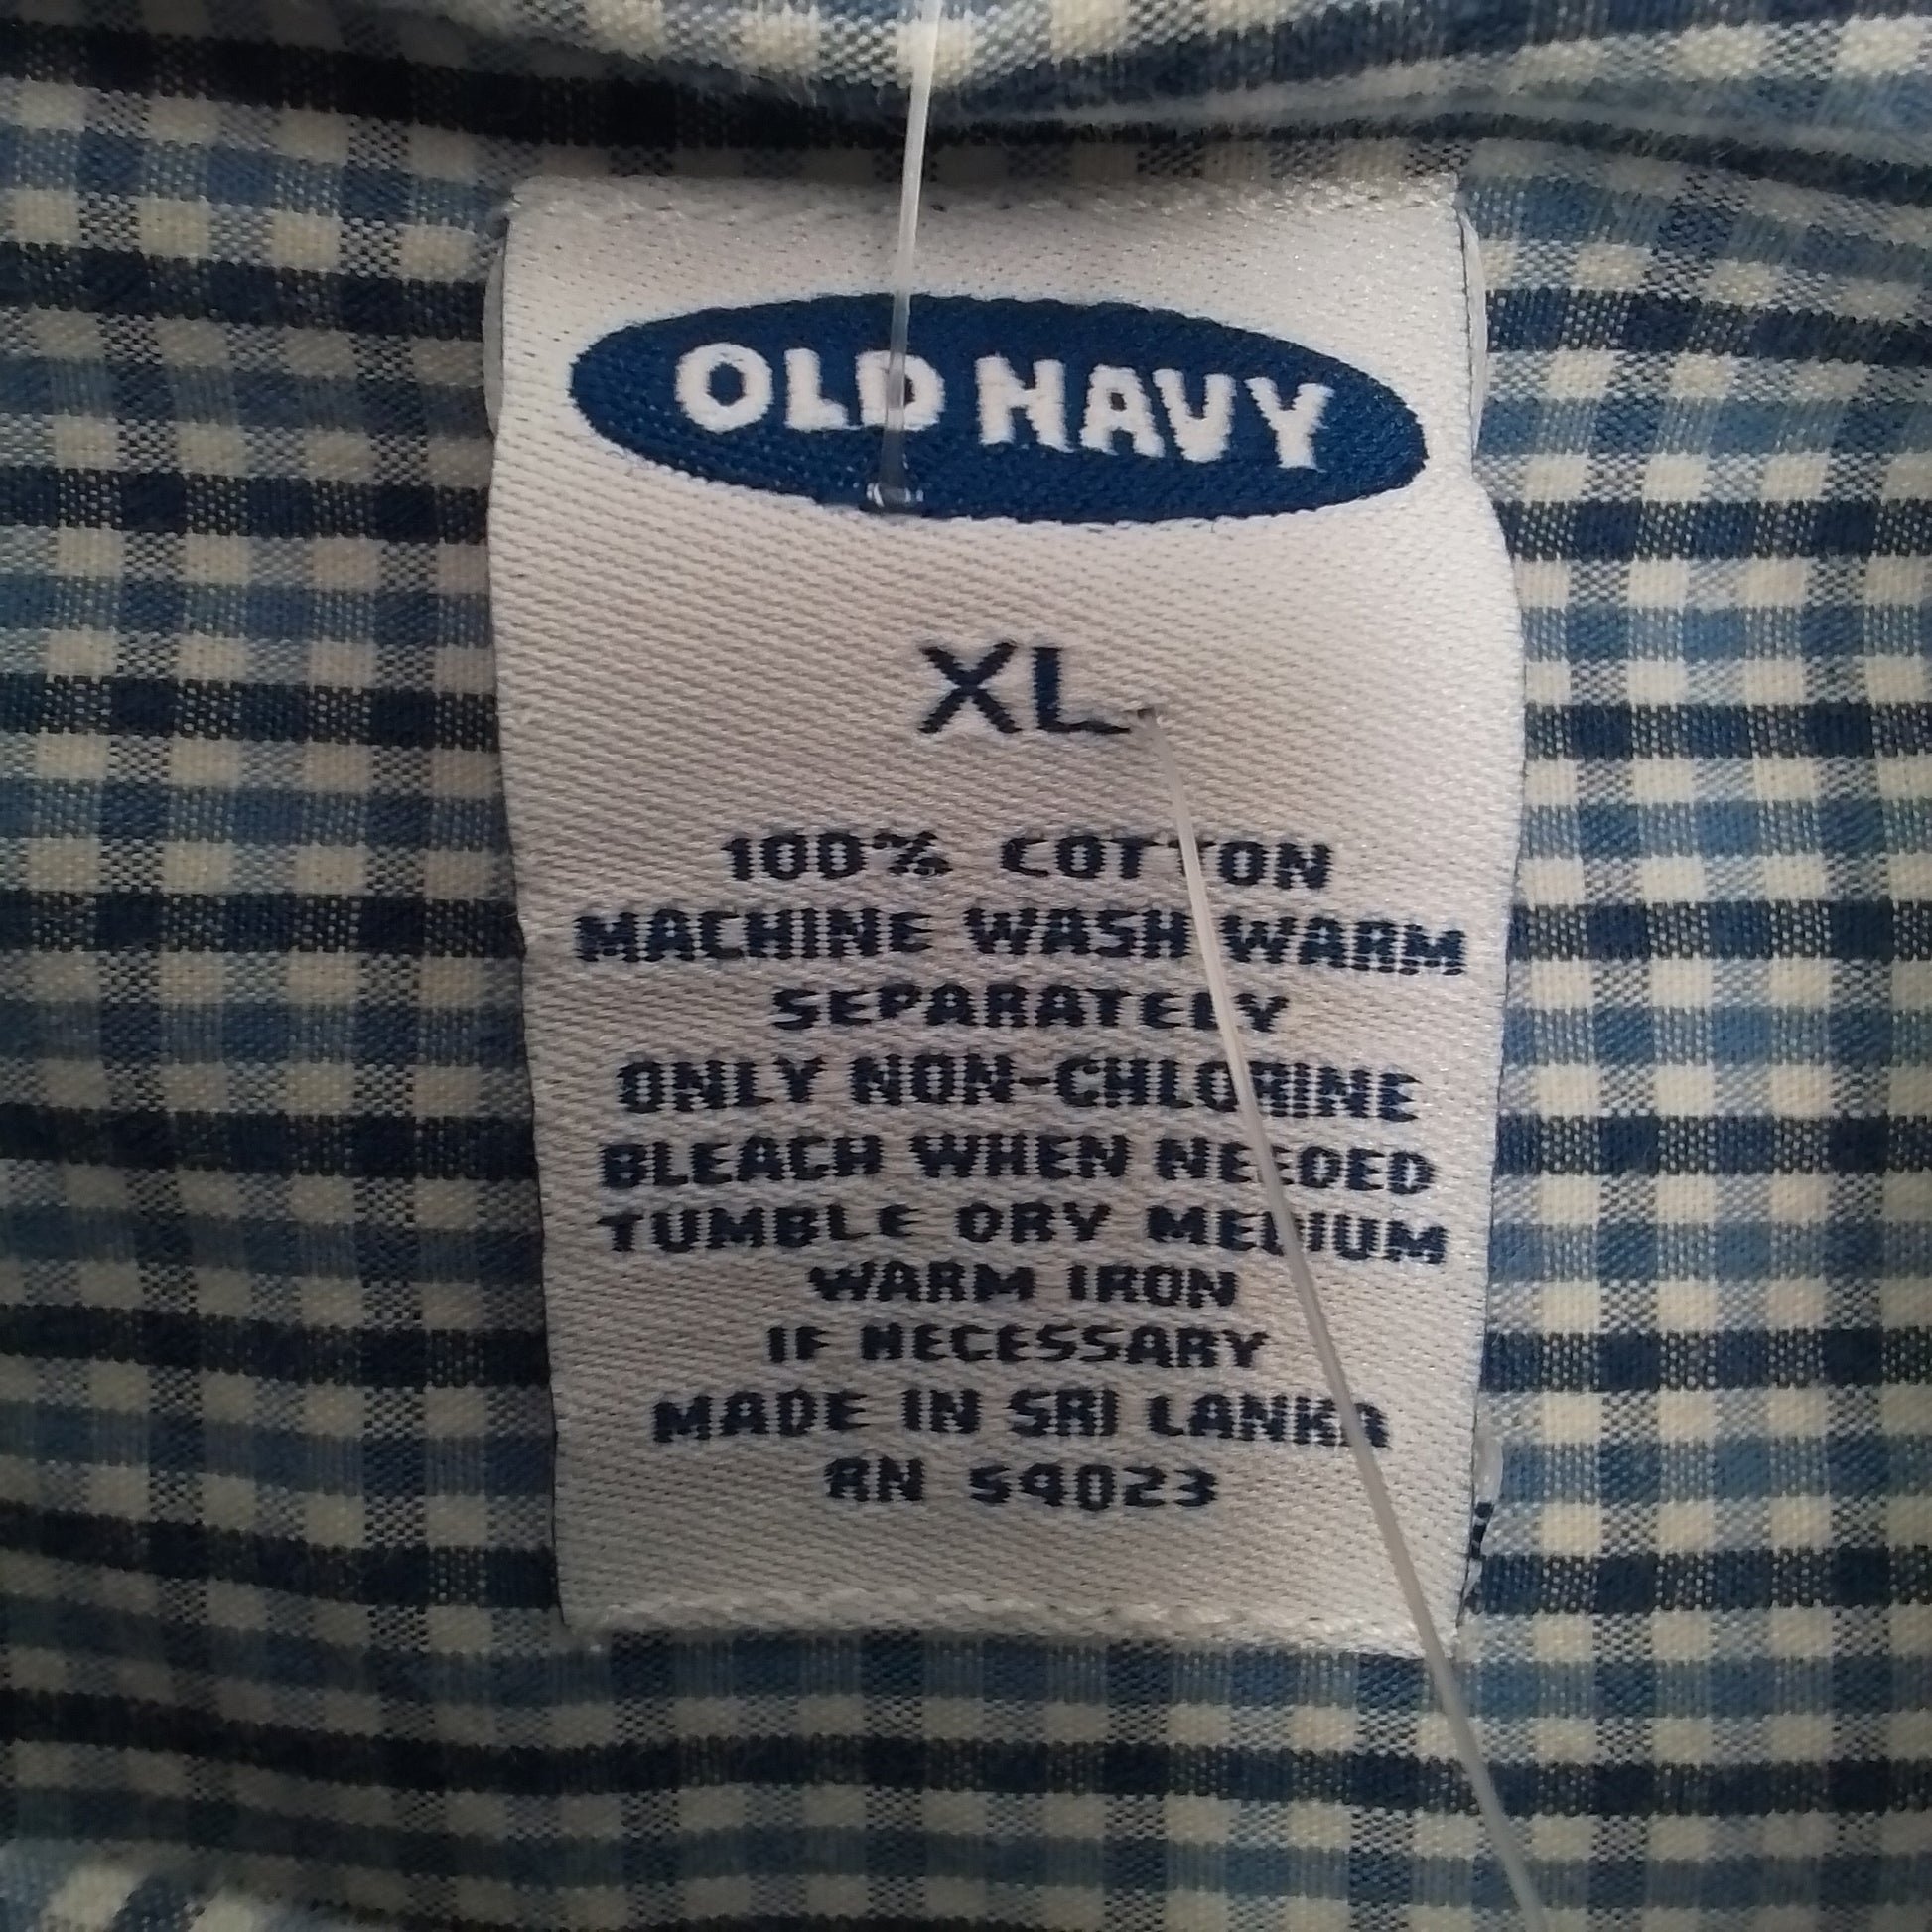 OLD NAVY
XL
100% COTTON
MACHINE WASH WARM
SEPARATELY
ONLY NON-CHLORINE
BLEACH WHEN NEEDED
TUMBLE DRY MEDIUM
WARM IRON
IF NECESSARY
MADE IN SRI LANKA
RN 54023